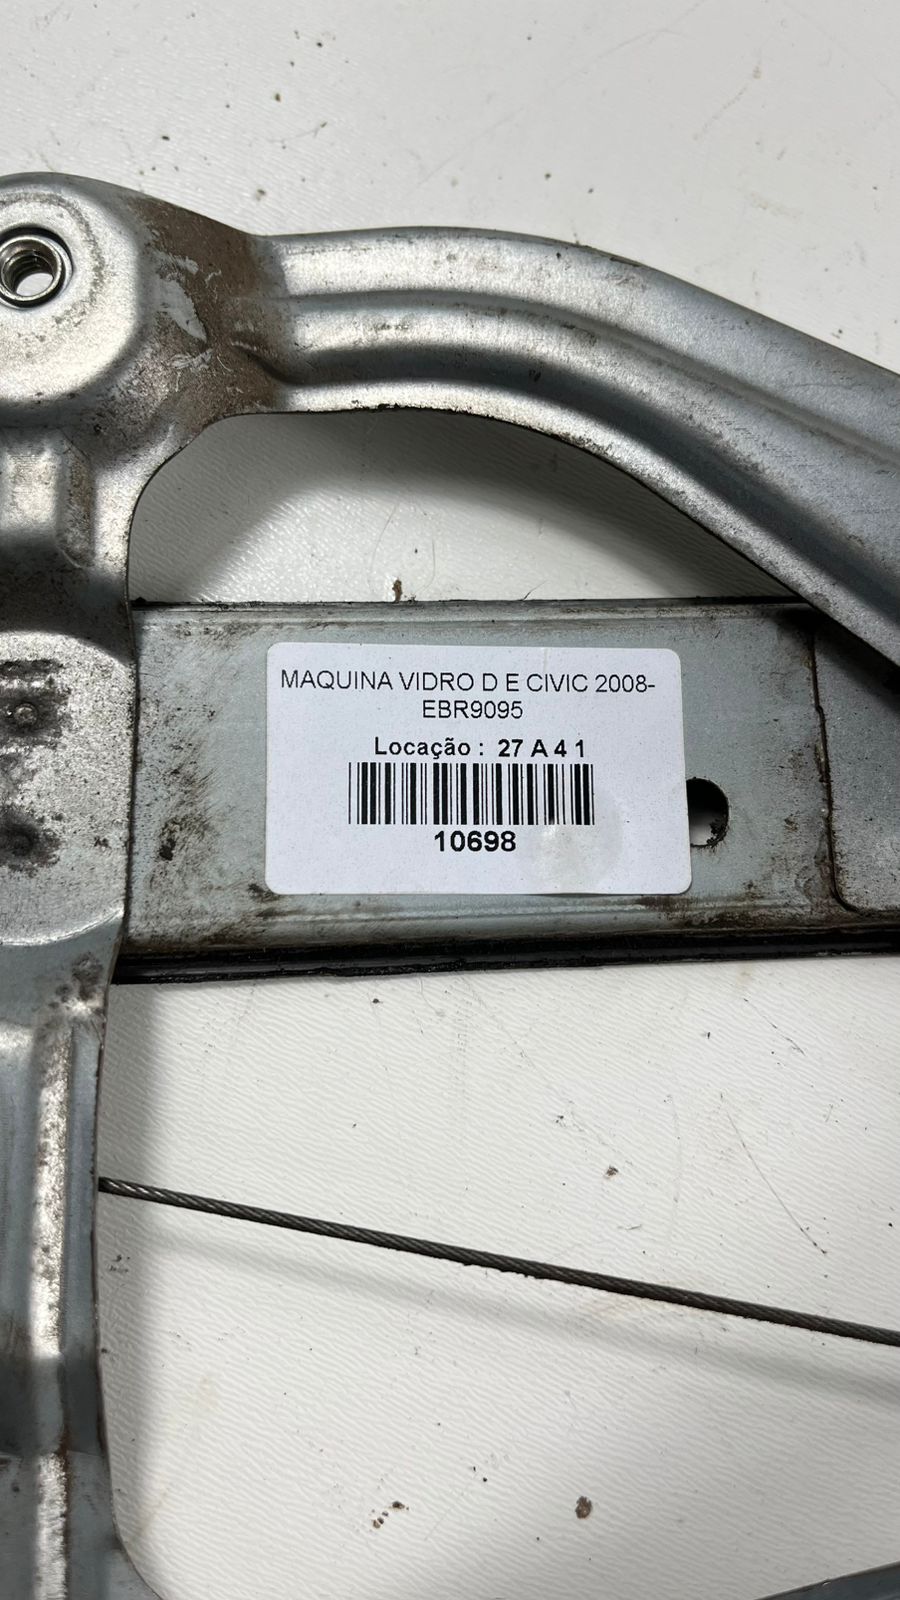 MAQUINA VIDRO D E CIVIC 2008-
EBR9095
Locação : 27 A 4 1
10698